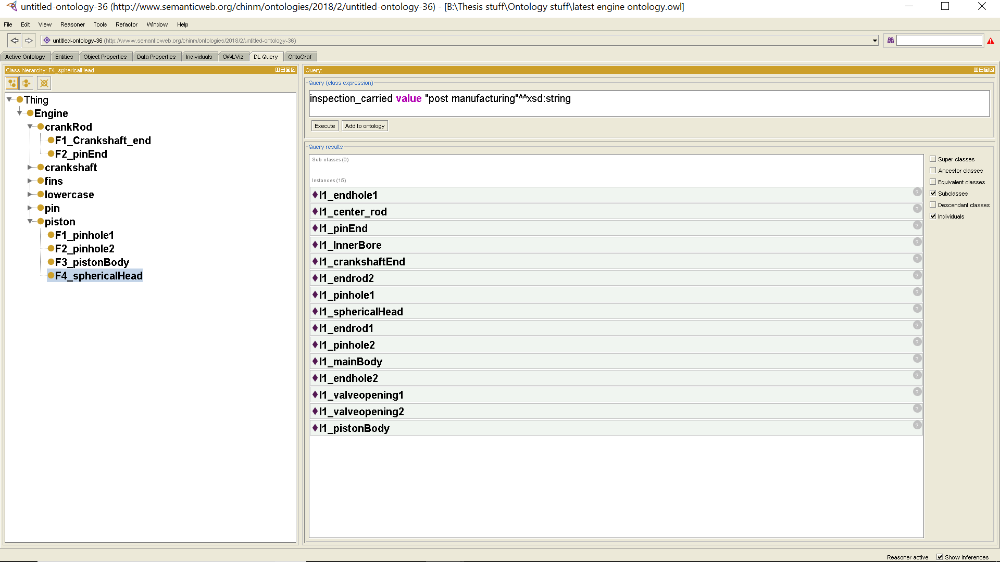 untitled-ontology-36 (http://www.semanticweb.org/chinm/ontologies/2018/2/untitled-ontology-36) - [B:\Thesis stuff\Ontology stuff\latest engine ontology.owl]
File Edit View Reasoner Tools Refactor Window Help
untitled-ontology-36 (http://www.semanticweb.org/chinm/ontologies/2018/2/untitled-ontology-36)
Active Ontology Entities Object Properties Data Properties Individuals OWLViz DL Query OntoGraf
Class hierarchy: F4_sphericalHead
Thing
Engine
crankRod
F1_Crankshaft_end
F2_pinEnd
crankshaft
fins
lowercase
pin
piston
F1_pinhole1
F2_pinhole2
F3_pistonBody
F4_sphericalHead
Query:
Query (class expression)
inspection_carried value "post manufacturing"^^xsd:string
Execute Add to ontology
Query results
Sub classes (0)
Instances (15)
I1_endhole1
I1_center_rod
I1_pinEnd
I1_InnerBore
I1_crankshaftEnd
I1_endrod2
I1_pinhole1
I1_sphericalHead
I1_endrod1
I1_pinhole2
I1_mainBody
I1_endhole2
I1_valveopening1
I1_valveopening2
I1_pistonBody
Super classes
Ancestor classes
Equivalent classes
Subclasses
Descendant classes
Individuals
Reasoner active Show Inferences